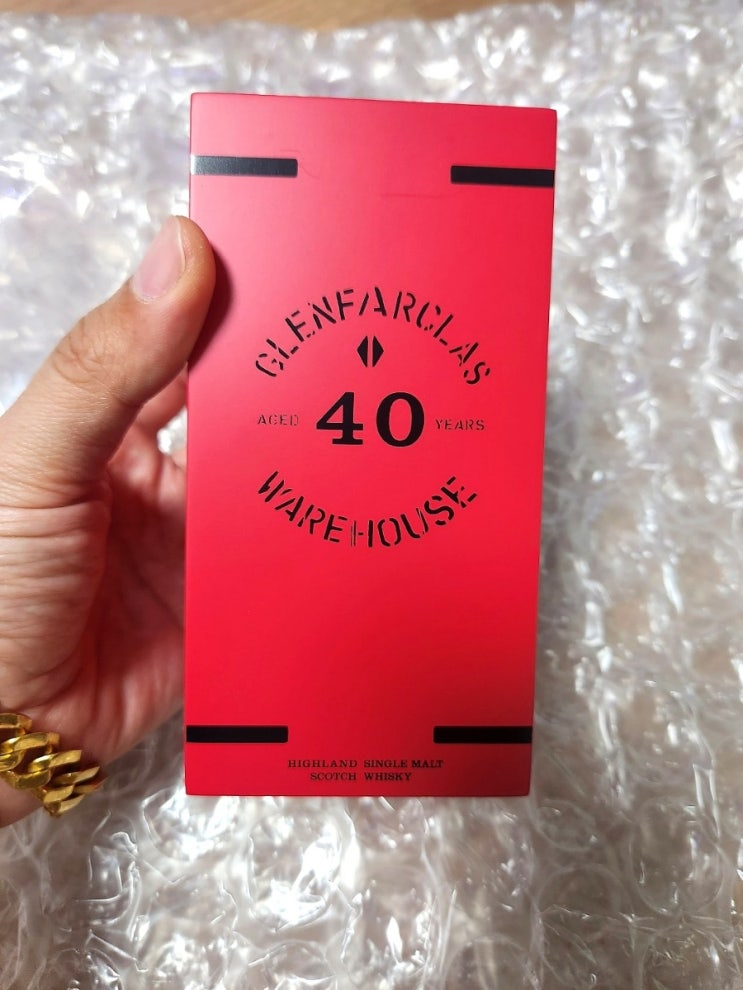 GLENFARCLAS
AGED 40 YEARS
WAREHOUSE
HIGHLAND SINGLE MALT
SCOTCH WHISKY